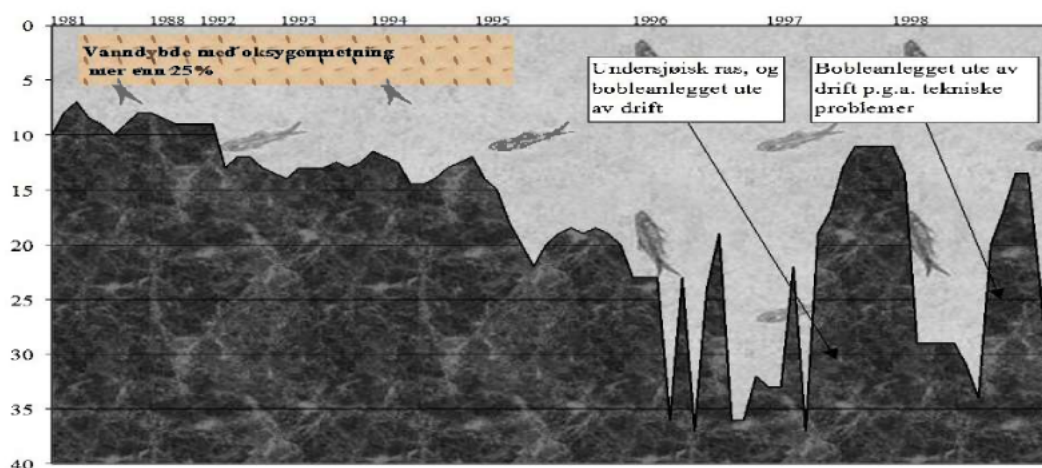 1981 1988 1992 1993 1994 1995 1996 1997 1998
0
Vanndybde med oksygenmetning
mer enn 25%
Undersjøisk ras, og
bobleanlegget ute
av drift
Bobleanlegget ute av
drift p.g.a. tekniske
problemer
5
10
15
20
25
30
35
40